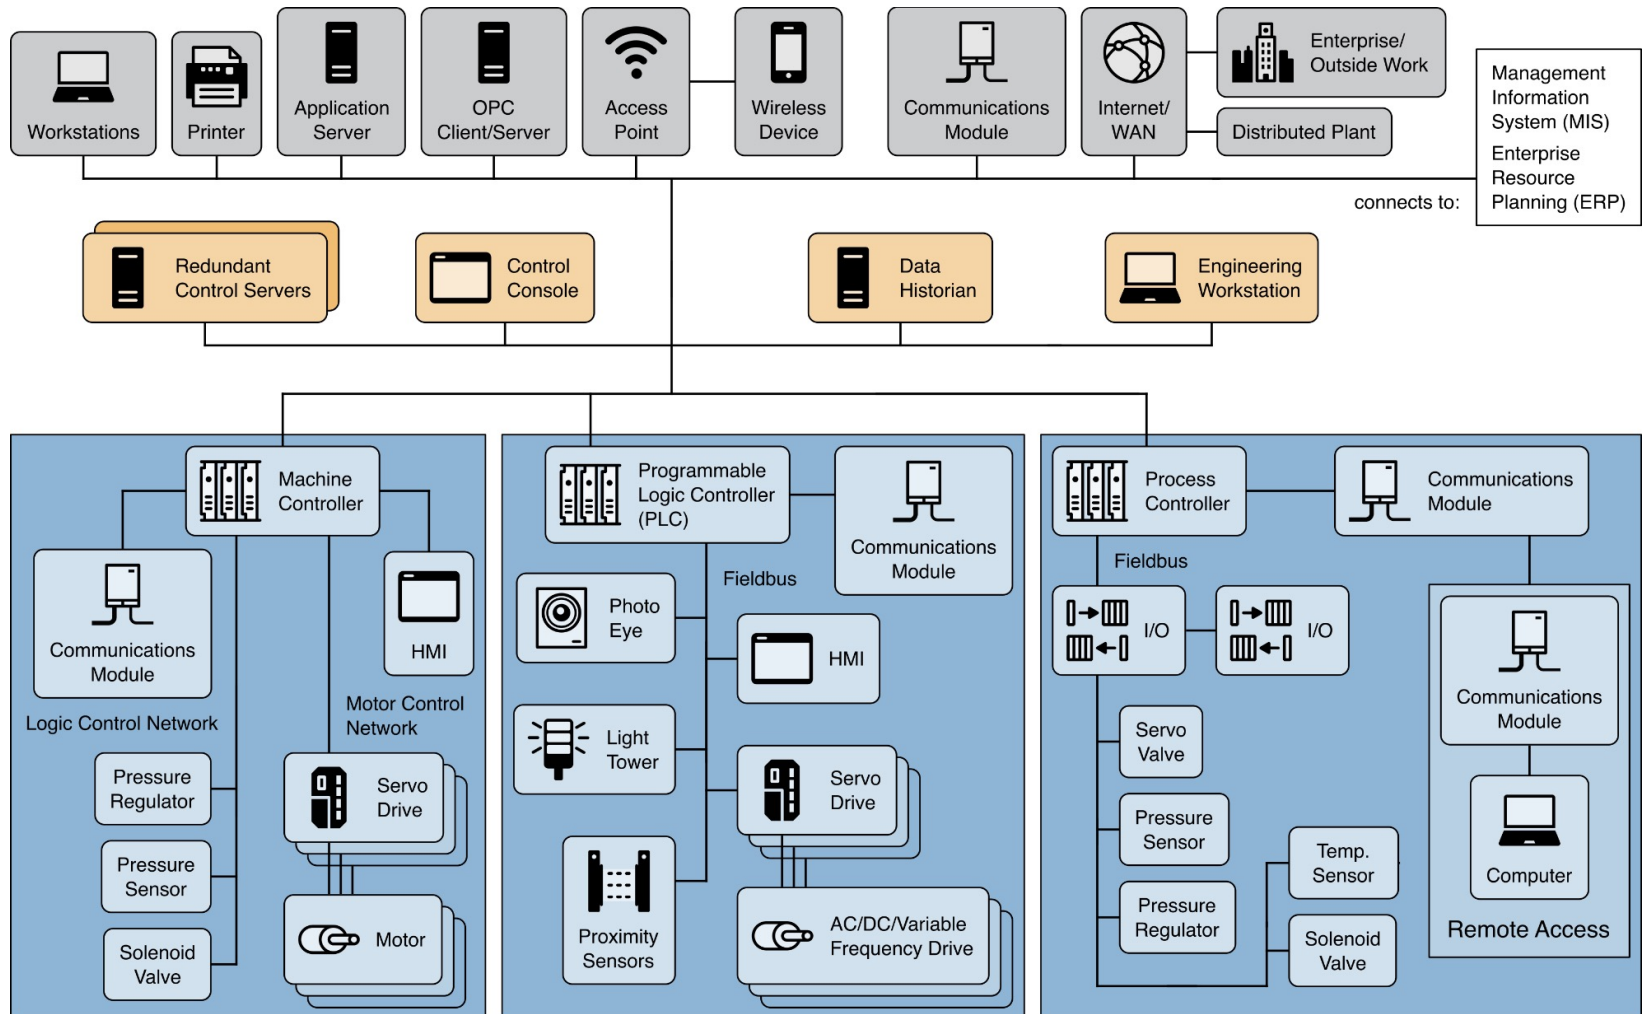 Workstations
Printer
Application
Server
OPC
Client/Server
Access
Point
Wireless
Device
Communications
Module
Internet/
WAN
Enterprise/
Outside Work
Distributed Plant
Management
Information
System (MIS)
Enterprise
Resource
Planning (ERP)
connects to:
Redundant
Control Servers
Control
Console
Data
Historian
Engineering
Workstation
Machine
Controller
Communications
Module
HMI
Logic Control Network
Motor Control
Network
Pressure
Regulator
Pressure
Sensor
Solenoid
Valve
Servo
Drive
Motor
Programmable
Logic Controller
(PLC)
Communications
Module
Fieldbus
Photo
Eye
HMI
Light
Tower
Servo
Drive
Proximity
Sensors
AC/DC/Variable
Frequency Drive
Process
Controller
Communications
Module
Fieldbus
I/O
I/O
Servo
Valve
Pressure
Sensor
Pressure
Regulator
Temp.
Sensor
Solenoid
Valve
Communications
Module
Computer
Remote Access